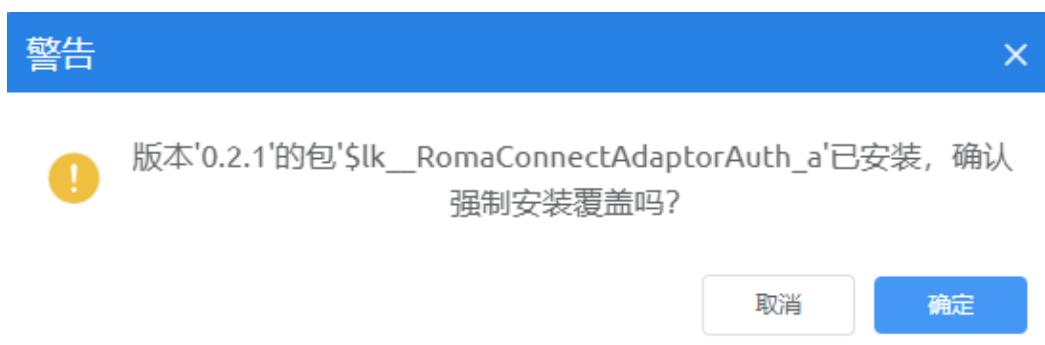 警告
版本'0.2.1'的包'$lk__RomaConnectAdaptorAuth_a'已安装，确认
强制安装覆盖吗？
取消
确定